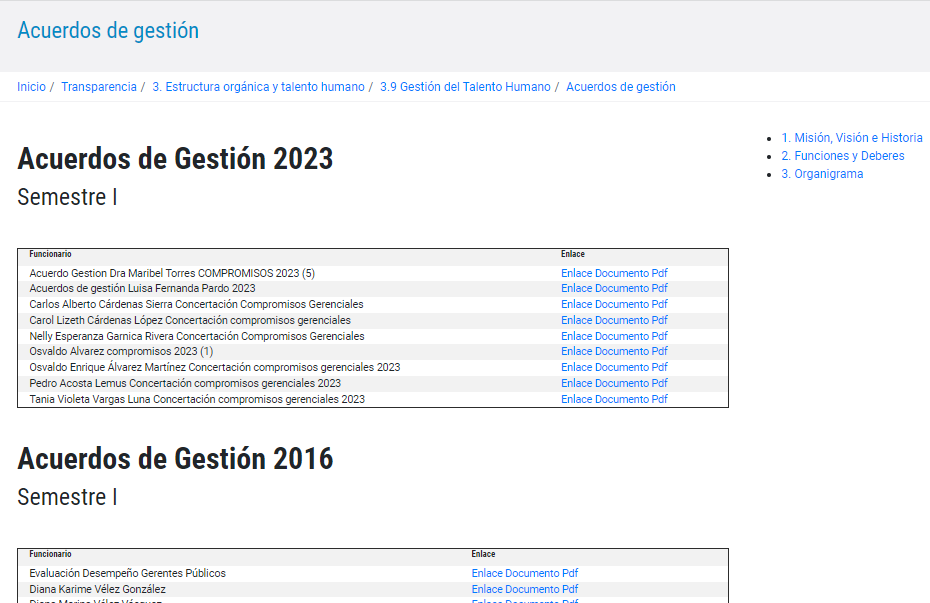 Acuerdos de gestión
Inicio / Transparencia / 3. Estructura orgánica y talento humano / 3.9 Gestión del Talento Humano / Acuerdos de gestión
Acuerdos de Gestión 2023
Semestre I
Funcionario Enlace
Acuerdo Gestion Dra Maribel Torres COMPROMISOS 2023 (5) Enlace Documento Pdf
Acuerdos de gestión Luisa Fernanda Pardo 2023 Enlace Documento Pdf
Carlos Alberto Cárdenas Sierra Concertación Compromisos Gerenciales Enlace Documento Pdf
Carol Lizeth Cárdenas López Concertación compromisos gerenciales Enlace Documento Pdf
Nelly Esperanza Garnica Rivera Concertación Compromisos Gerenciales Enlace Documento Pdf
Osvaldo Alvarez compromisos 2023 (1) Enlace Documento Pdf
Osvaldo Enrique Álvarez Martínez Concertación compromisos gerenciales 2023 Enlace Documento Pdf
Pedro Acosta Lemus Concertación compromisos gerenciales 2023 Enlace Documento Pdf
Tania Violeta Vargas Luna Concertación compromisos gerenciales 2023 Enlace Documento Pdf
Acuerdos de Gestión 2016
Semestre I
Funcionario Enlace
Evaluación Desempeño Gerentes Públicos Enlace Documento Pdf
Diana Karime Vélez González Enlace Documento Pdf
Enlace Documento Pdf
1. Misión, Visión e Historia
2. Funciones y Deberes
3. Organigrama